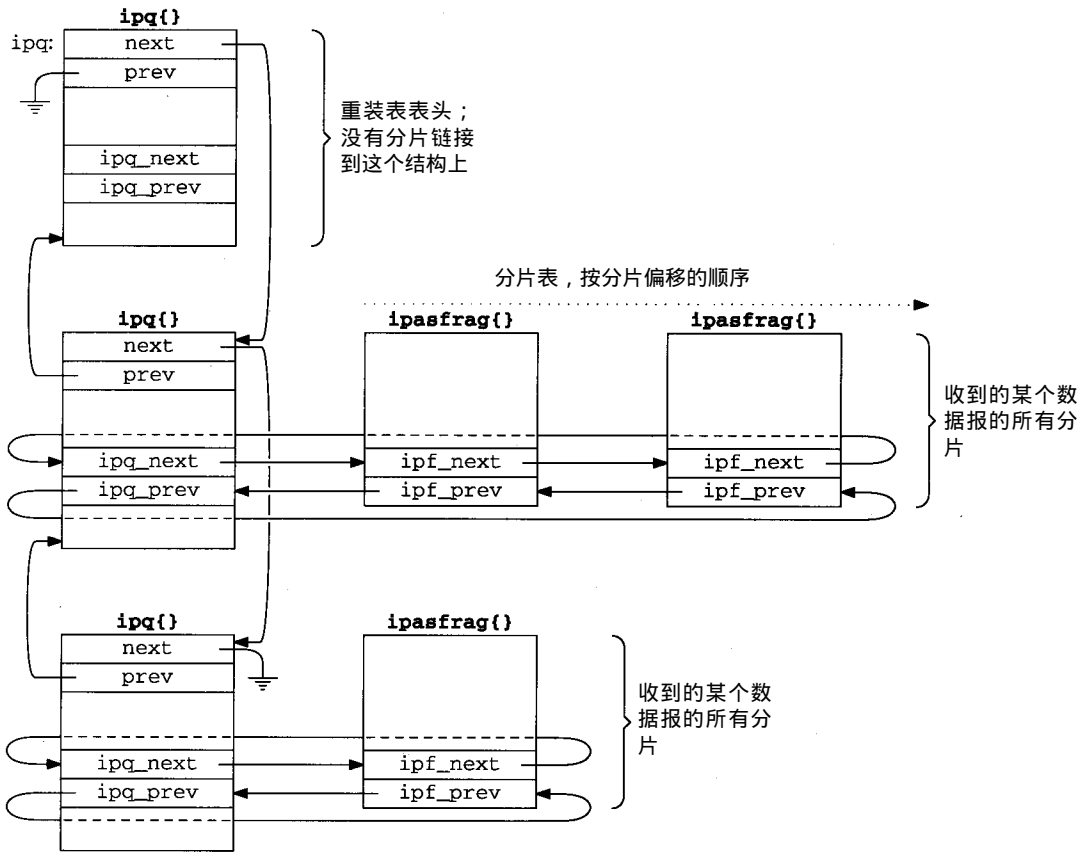 ipq{}
ipq:
next
prev
ipq_next
ipq_prev
重装表表头；
没有分片链接
到这个结构上
分片表，按分片偏移的顺序
ipq{}
ipasfrag{}
ipasfrag{}
next
prev
ipq_next
ipf_next
ipf_next
ipq_prev
ipf_prev
ipf_prev
收到的某个数
据报的所有分
片
ipq{}
ipasfrag{}
next
prev
ipq_next
ipf_next
ipq_prev
ipf_prev
收到的某个数
据报的所有分
片